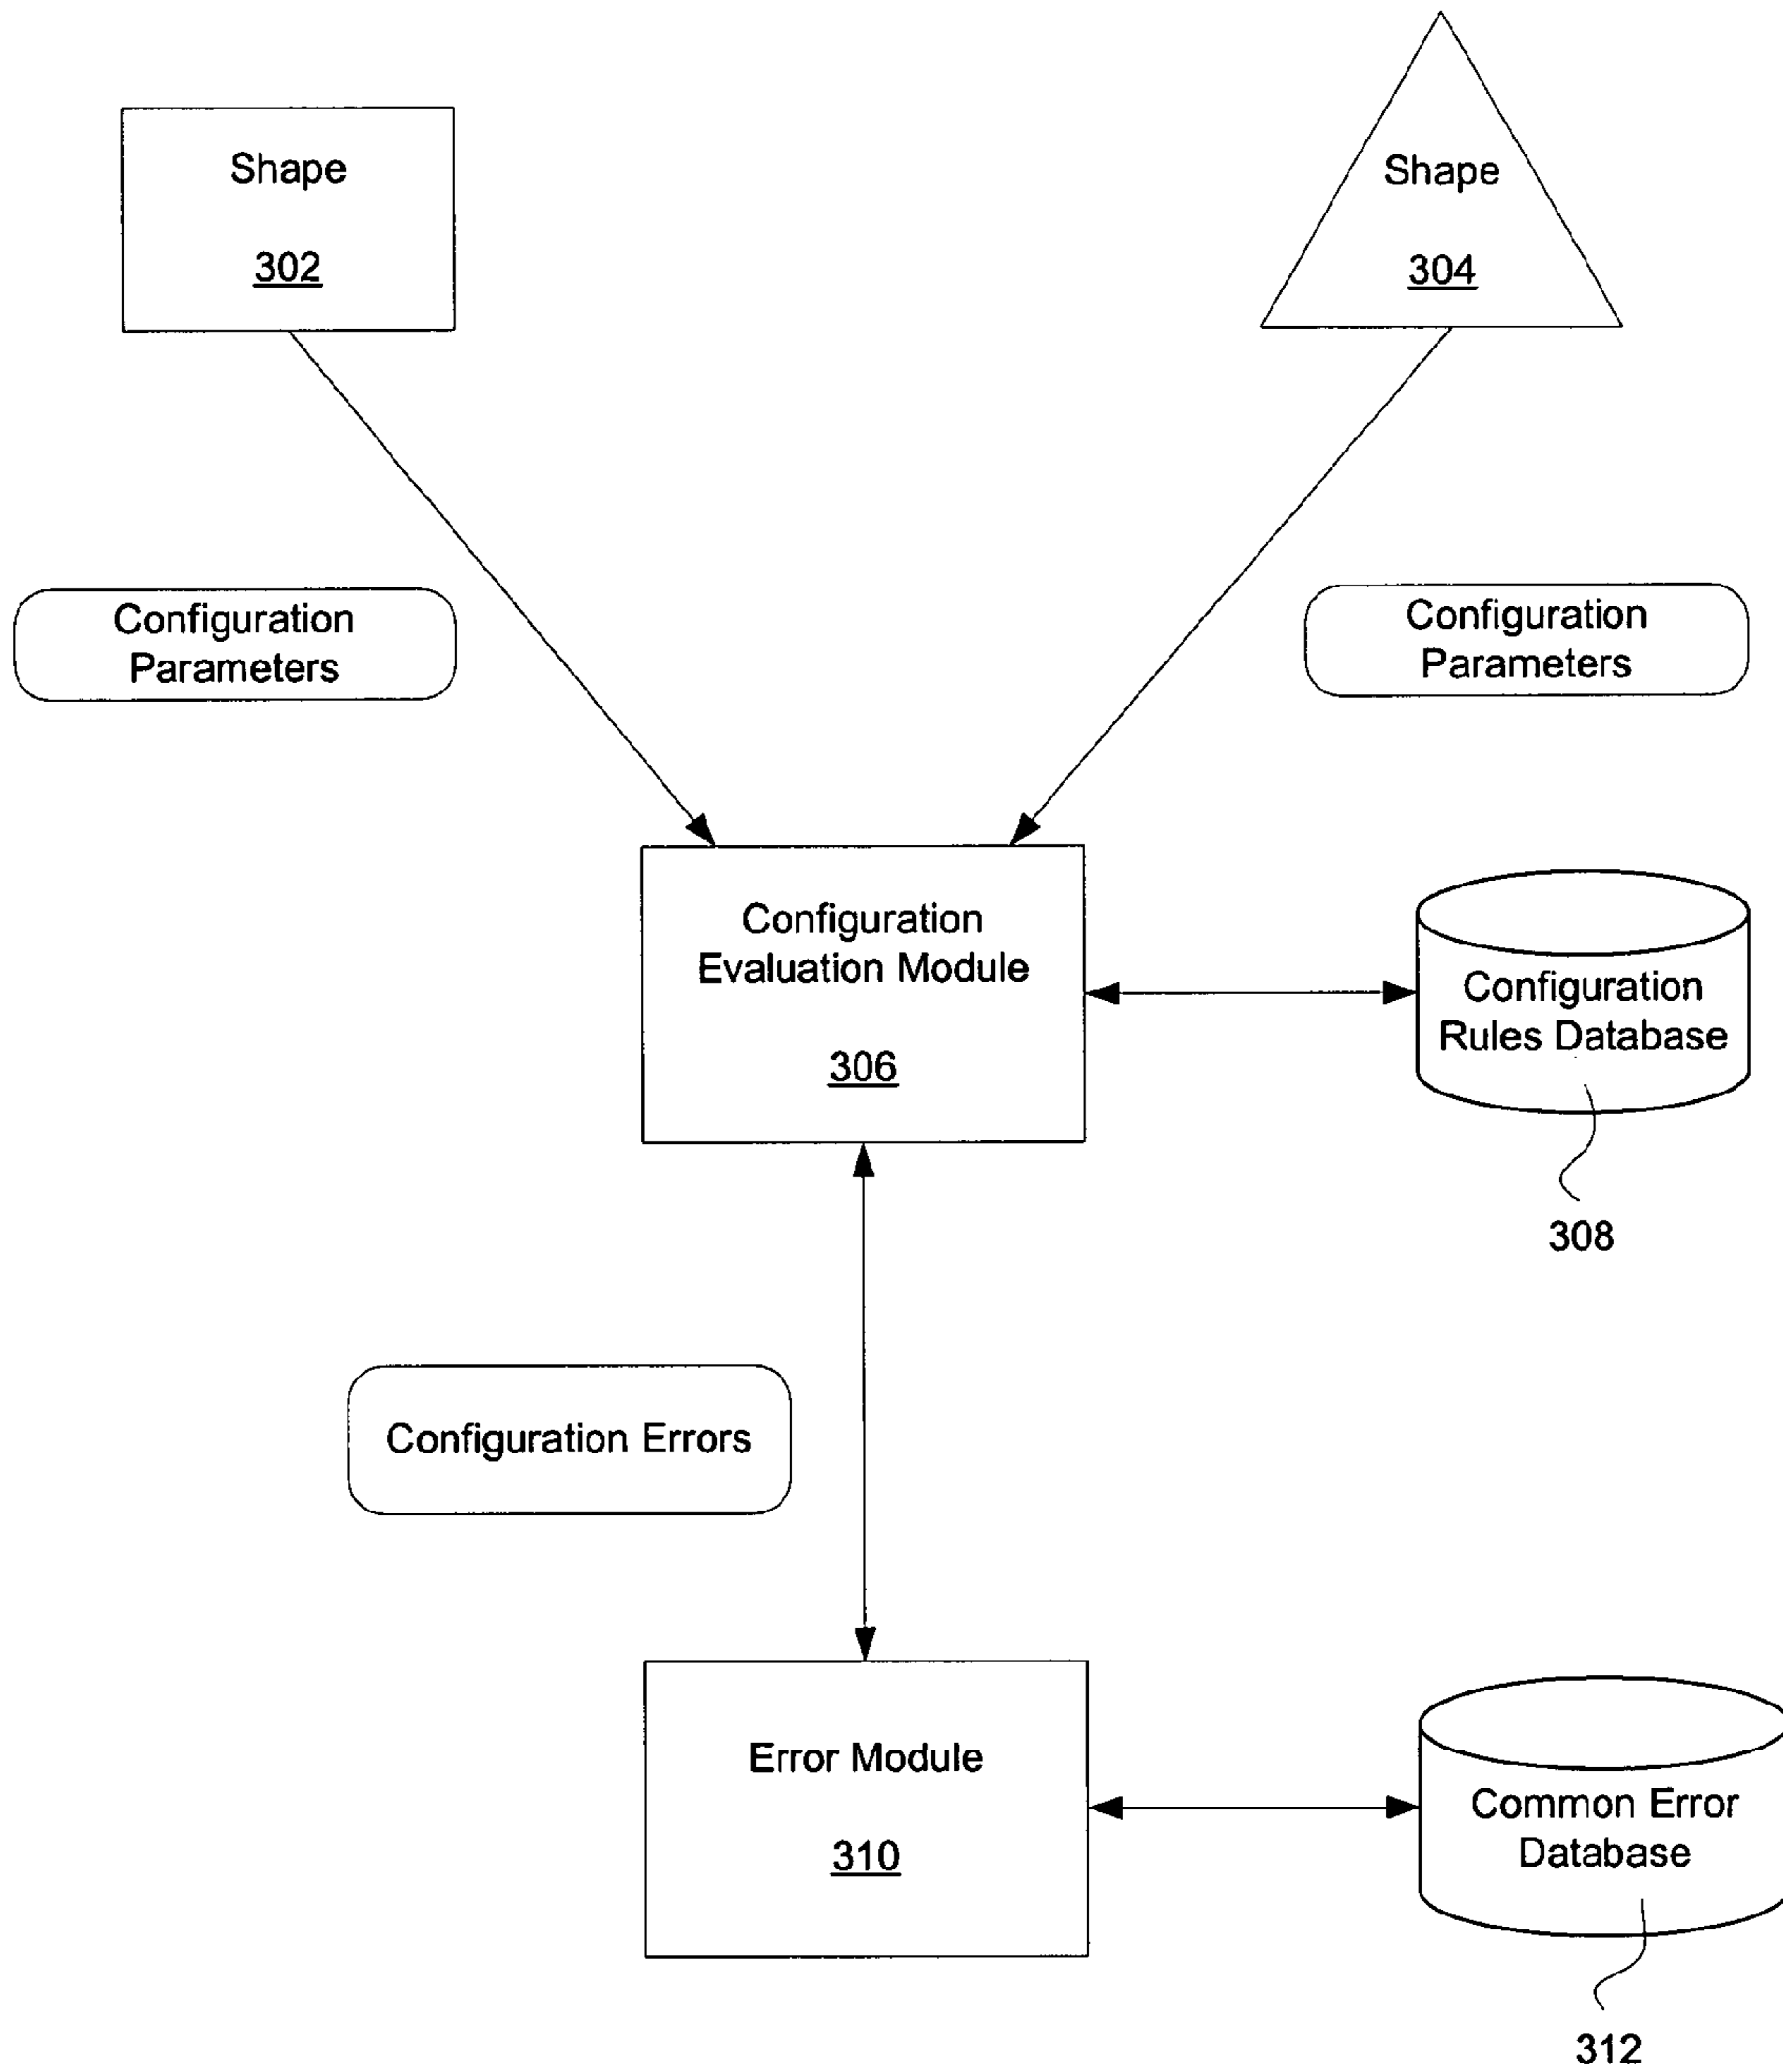 Shape
302
Shape
304
Configuration
Parameters
Configuration
Parameters
Configuration
Evaluation Module
306
Configuration
Rules Database
308
Configuration Errors
Error Module
310
Common Error
Database
312